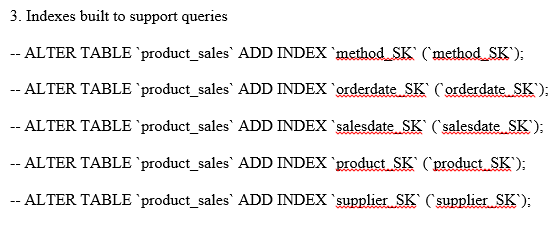 3. Indexes built to support queries
-- ALTER TABLE `product_sales` ADD INDEX `method_SK` (`method_SK`);
-- ALTER TABLE `product_sales` ADD INDEX `orderdate_SK` (`orderdate_SK`);
-- ALTER TABLE `product_sales` ADD INDEX `salesdate_SK` (`salesdate_SK`);
-- ALTER TABLE `product_sales` ADD INDEX `product_SK` (`product_SK`);
-- ALTER TABLE `product_sales` ADD INDEX `supplier_SK` (`supplier_SK`);